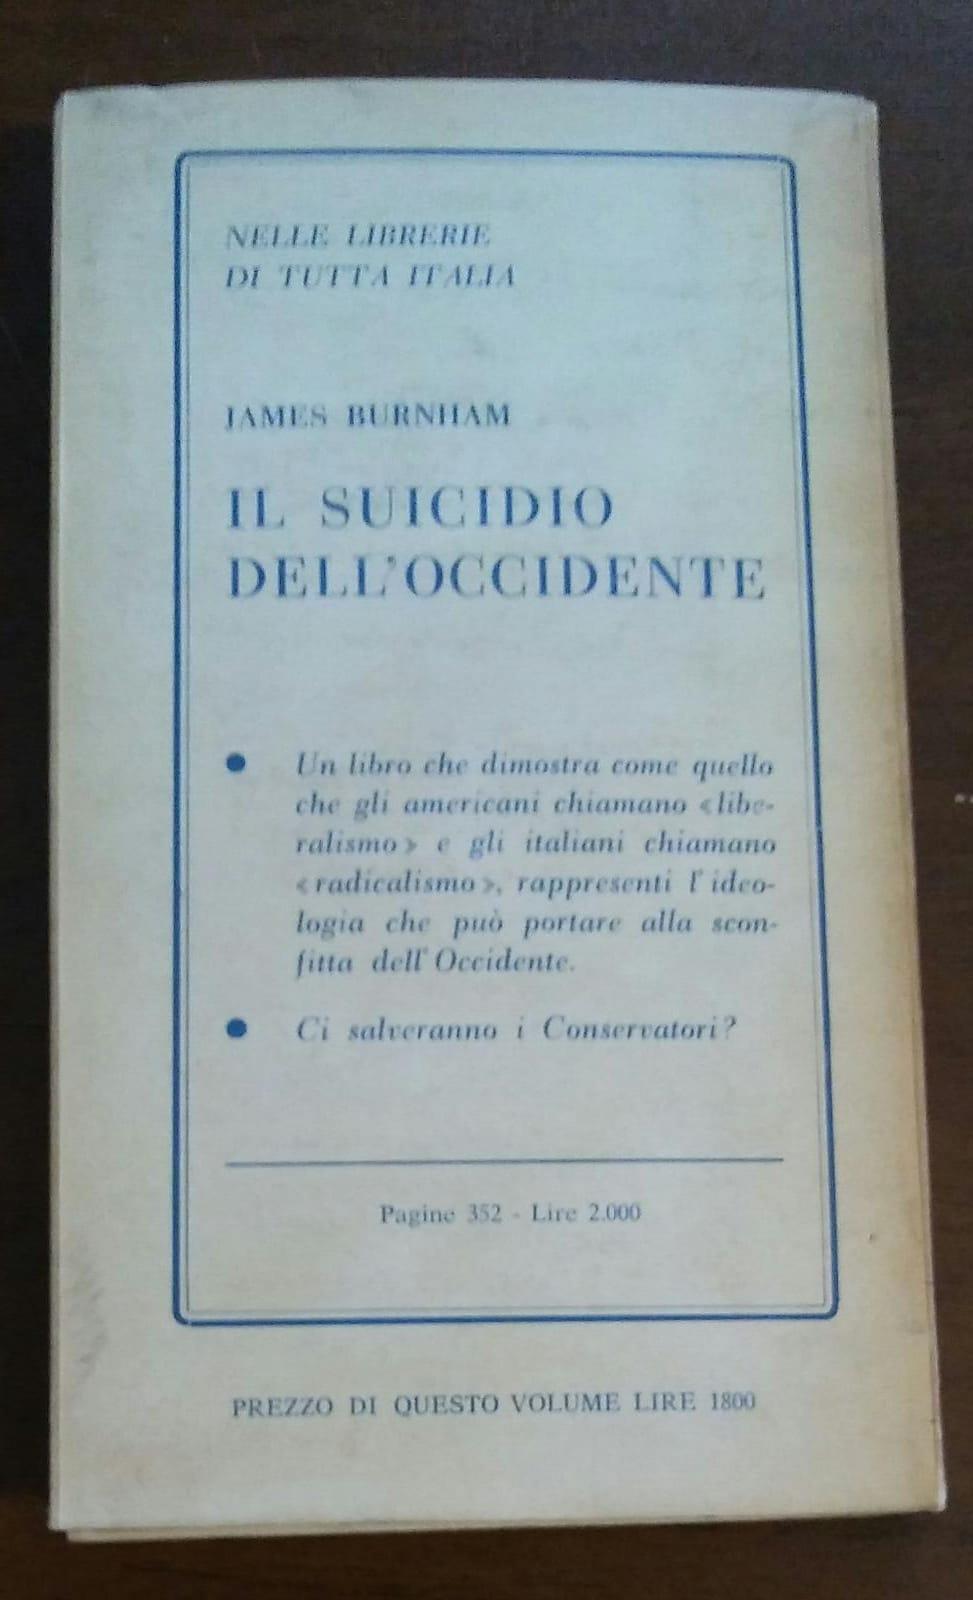 NELLE LIBRERIE
DI TUTTA ITALIA
JAMES BURNHAM
IL SUICIDIO
DELL'OCCIDENTE
● Un libro che dimostra come quello
che gli americani chiamano «libe-
ralismo» e gli italiani chiamano
«radicalismo», rappresenti l'ideo-
logia che può portare alla scon-
fitta dell'Occidente.
● Ci salveranno i Conservatori?
Pagine 352 - Lire 2.000
PREZZO DI QUESTO VOLUME LIRE 1800